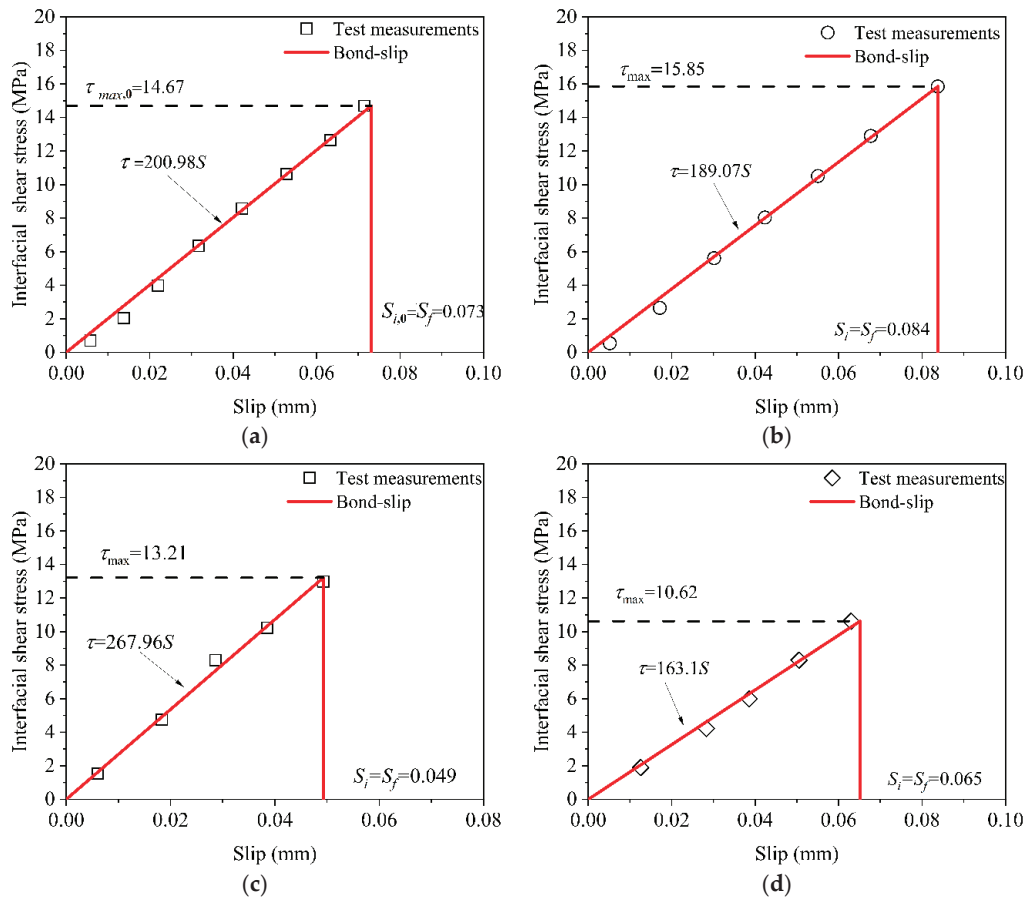 20
18
16
14
12
10
8
6
4
2
0
Interfacial shear stress (MPa)
Test measurements
Bond-slip
τ max,0=14.67
τ =200.98S
Si,0=Sf=0.073
0.00 0.02 0.04 0.06 0.08 0.10
Slip (mm)
(a)
20
18
16
14
12
10
8
6
4
2
0
Interfacial shear stress (MPa)
Test measurements
Bond-slip
τmax=15.85
τ=189.07S
Si=Sf=0.084
0.00 0.02 0.04 0.06 0.08 0.10
Slip (mm)
(b)
20
18
16
14
12
10
8
6
4
2
0
Interfacial shear stress (MPa)
Test measurements
Bond-slip
τmax=13.21
τ=267.96S
Si=Sf=0.049
0.00 0.02 0.04 0.06 0.08
Slip (mm)
(c)
20
18
16
14
12
10
8
6
4
2
0
Interfacial shear stress (MPa)
Test measurements
Bond-slip
τmax=10.62
τ=163.1S
Si=Sf=0.065
0.00 0.02 0.04 0.06 0.08 0.10
Slip (mm)
(d)